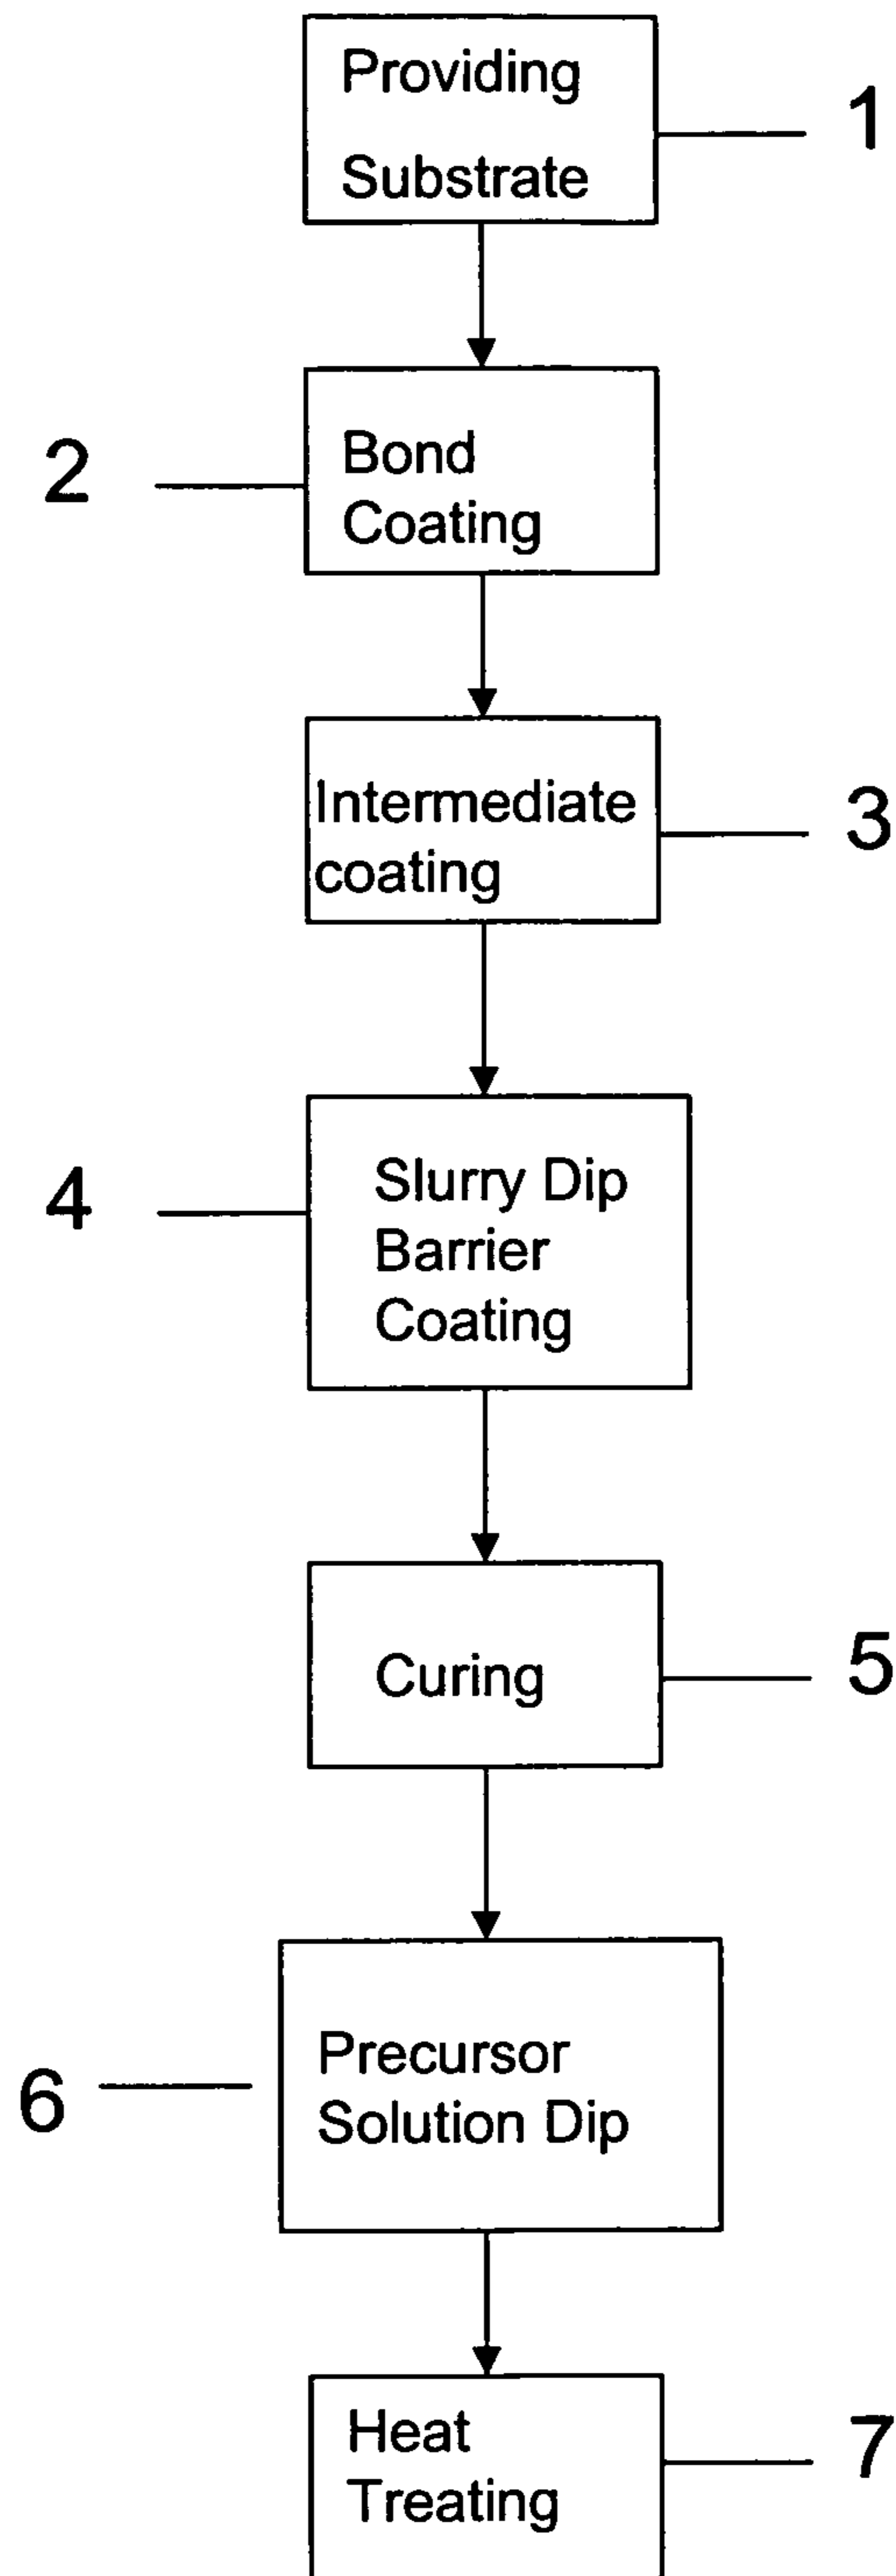 Providing
Substrate
1
2
Bond
Coating
Intermediate
coating
3
4
Slurry Dip
Barrier
Coating
Curing
5
6
Precursor
Solution Dip
Heat
Treating
7